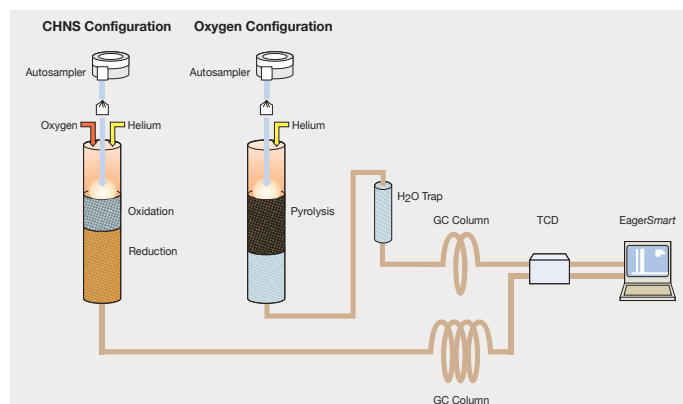 CHNS Configuration
Oxygen Configuration
Autosampler
Autosampler
Oxygen
Helium
Helium
H2O Trap
Oxidation
Pyrolysis
GC Column
TCD
EagerSmart
Reduction
GC Column